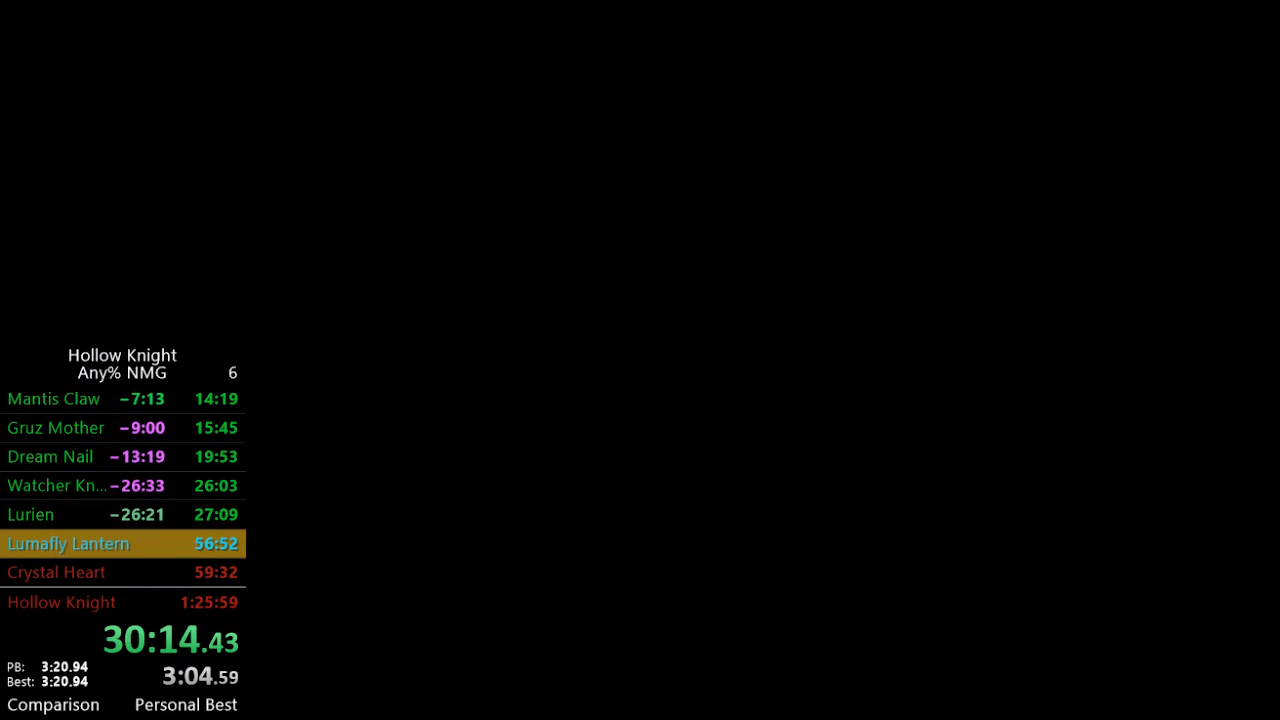 Hollow Knight
Any% NMG 6
Mantis Claw −7:13 14:19
Gruz Mother −9:00 15:45
Dream Nail −13:19 19:53
Watcher Kn... −26:33 26:03
Lurien −26:21 27:09
Lumafly Lantern 56:52
Crystal Heart 59:32
Hollow Knight 1:25:59
30:14.43
PB: 3:20.94
Best: 3:20.94
3:04.59
Comparison Personal Best